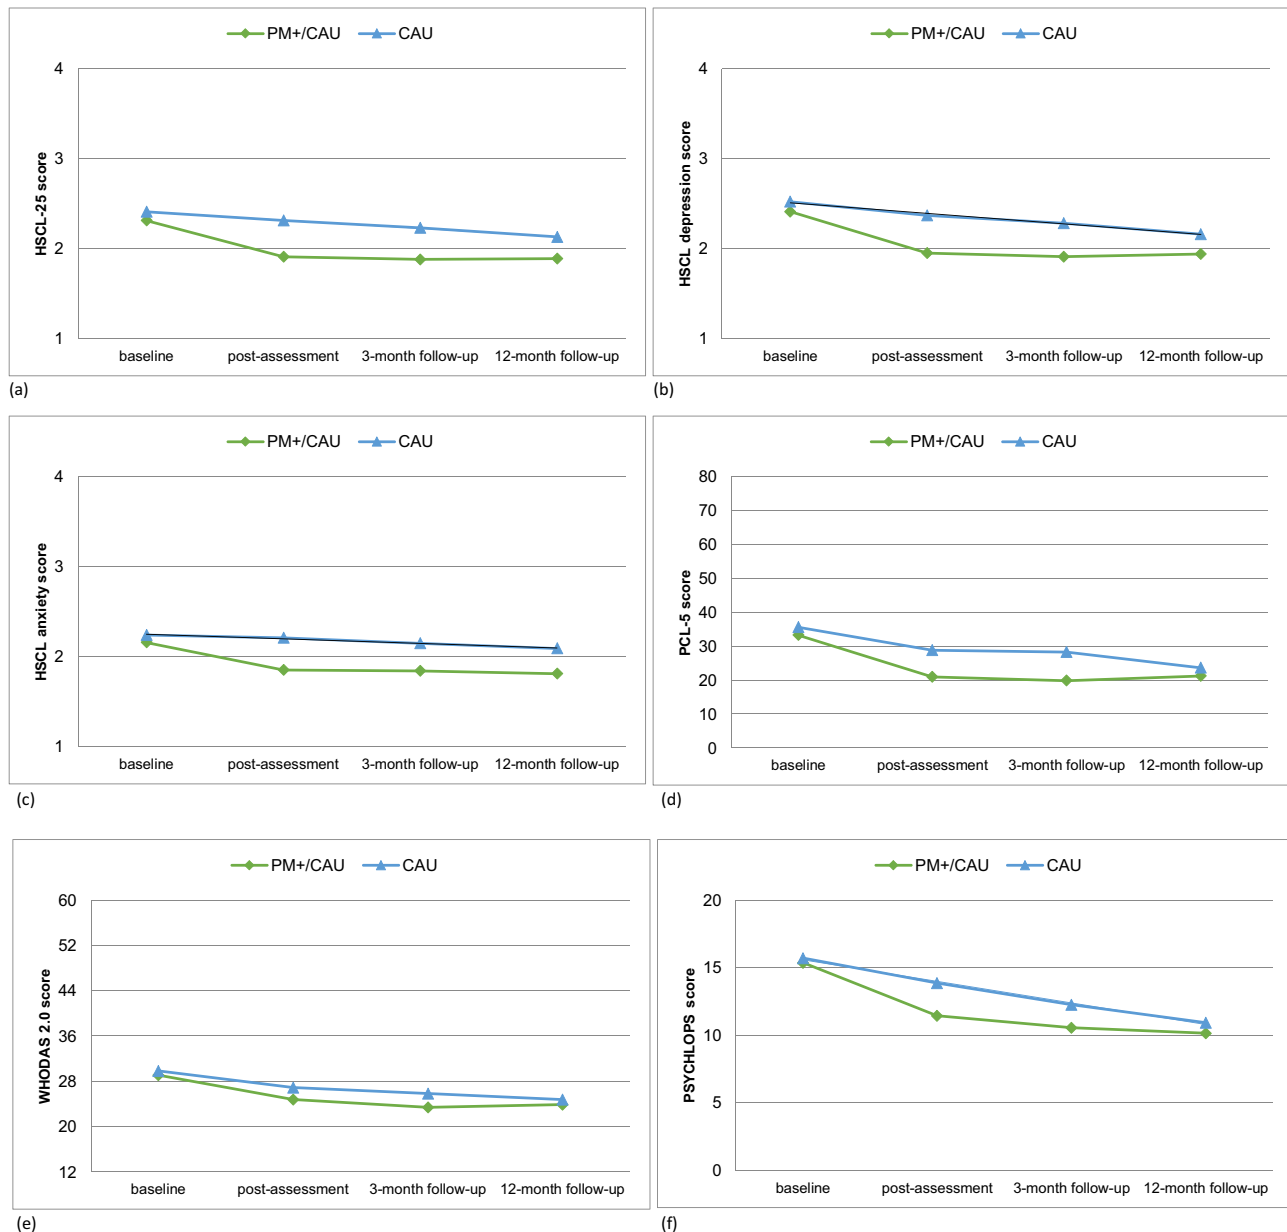 PM+/CAU CAU
HSCL-25 score
4
3
2
1
baseline post-assessment 3-month follow-up 12-month follow-up
(a)
PM+/CAU CAU
HSCL depression score
4
3
2
1
baseline post-assessment 3-month follow-up 12-month follow-up
(b)
PM+/CAU CAU
HSCL anxiety score
4
3
2
1
baseline post-assessment 3-month follow-up 12-month follow-up
(c)
PM+/CAU CAU
PCL-5 score
80
70
60
50
40
30
20
10
0
baseline post-assessment 3-month follow-up 12-month follow-up
(d)
PM+/CAU CAU
WHODAS 2.0 score
60
52
44
36
28
20
12
baseline post-assessment 3-month follow-up 12-month follow-up
(e)
PM+/CAU CAU
PSYCHLOPS score
20
15
10
5
0
baseline post-assessment 3-month follow-up 12-month follow-up
(f)